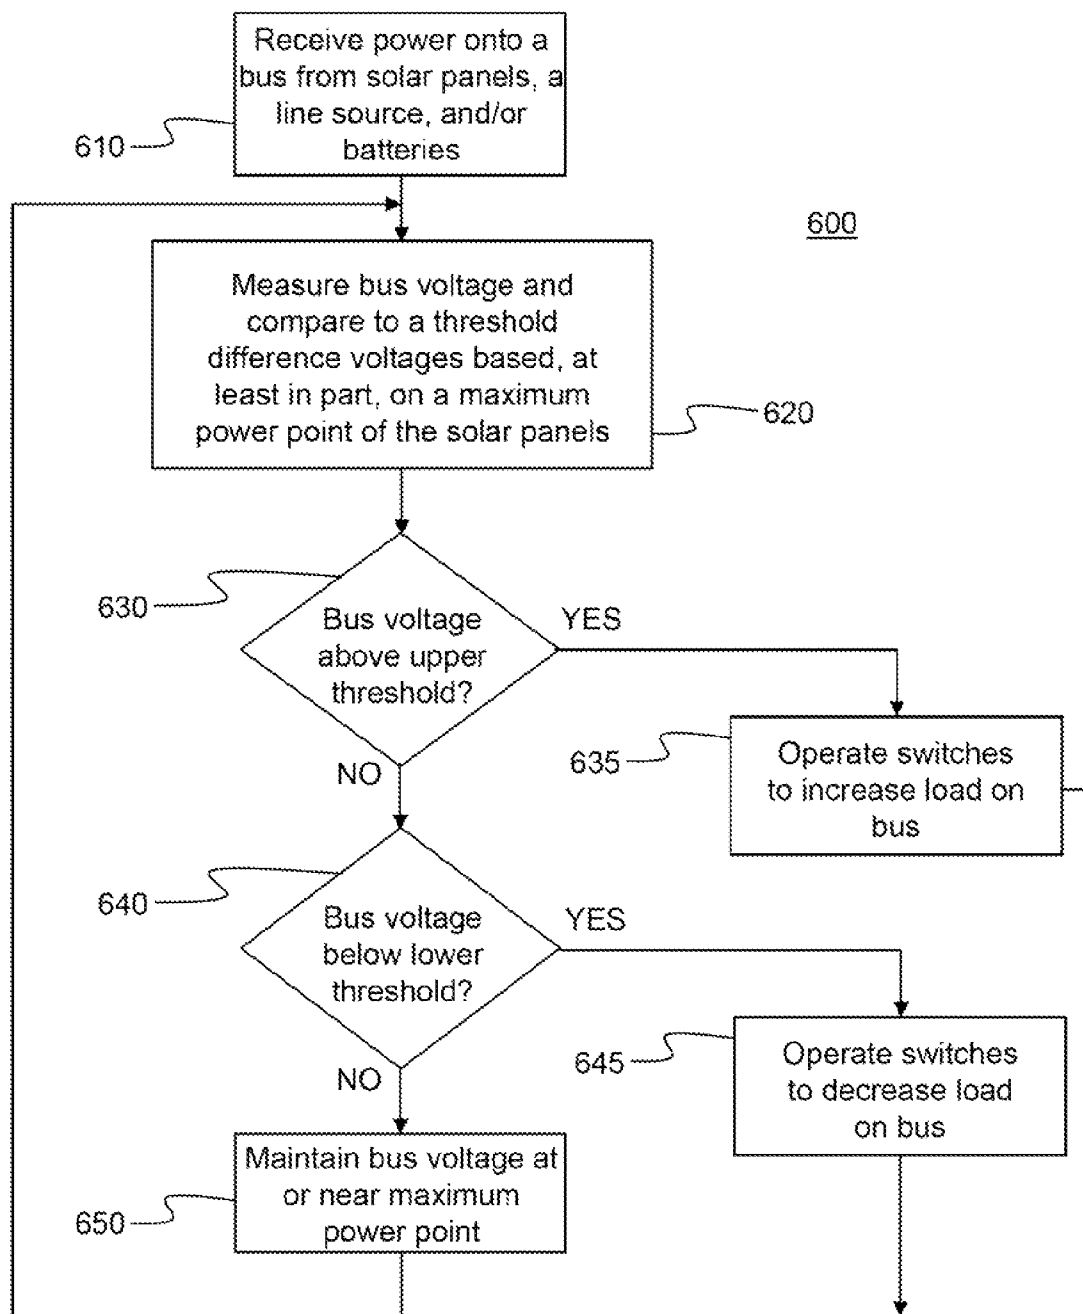 Receive power onto a
bus from solar panels, a
line source, and/or
batteries
610
600
Measure bus voltage and
compare to a threshold
difference voltages based, at
least in part, on a maximum
power point of the solar panels
620
630
Bus voltage
above upper
threshold?
YES
NO
635
Operate switches
to increase load on
bus
640
Bus voltage
below lower
threshold?
YES
NO
645
Operate switches
to decrease load
on bus
Maintain bus voltage at
or near maximum
power point
650